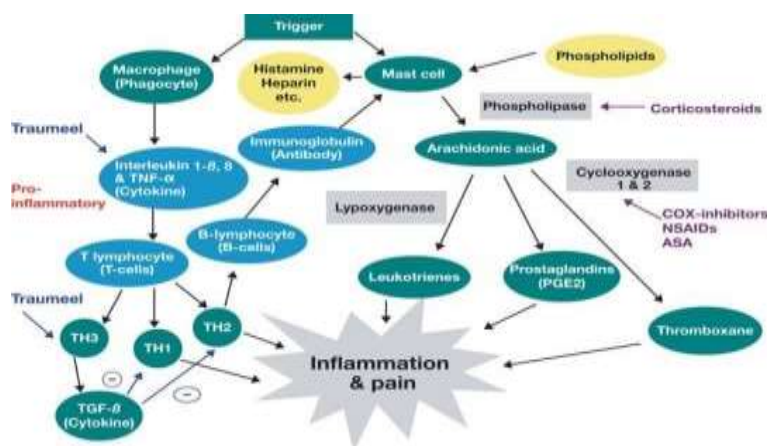 Trigger
Macrophage
(Phagocyte)
Histamine
Heparin
etc.
Mast cell
Phospholipids
Phospholipase
Corticosteroids
Traumeel
Immunoglobulin
(Antibody)
Arachidonic acid
Interleukin 1-β, 8
& TNF-α
(Cytokine)
Cyclooxygenase
1 & 2
Pro-
inflammatory
Lypoxygenase
COX-inhibitors
NSAIDs
ASA
B-lymphocyte
(B-cells)
T lymphocyte
(T-cells)
Leukotrienes
Prostaglandins
(PGE2)
Traumeel
TH3
TH1
TH2
Thromboxane
Inflammation
& pain
−
−
TGF-β
(Cytokine)